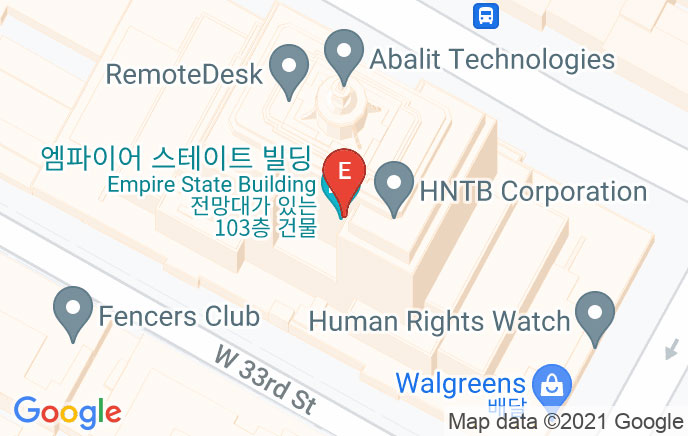 Abalit Technologies
RemoteDesk
엠파이어 스테이트 빌딩
Empire State Building
전망대가 있는
103층 건물
E
HNTB Corporation
Fencers Club
Human Rights Watch
W 33rd St
Walgreens
배달
Google
Map data ©2021 Google